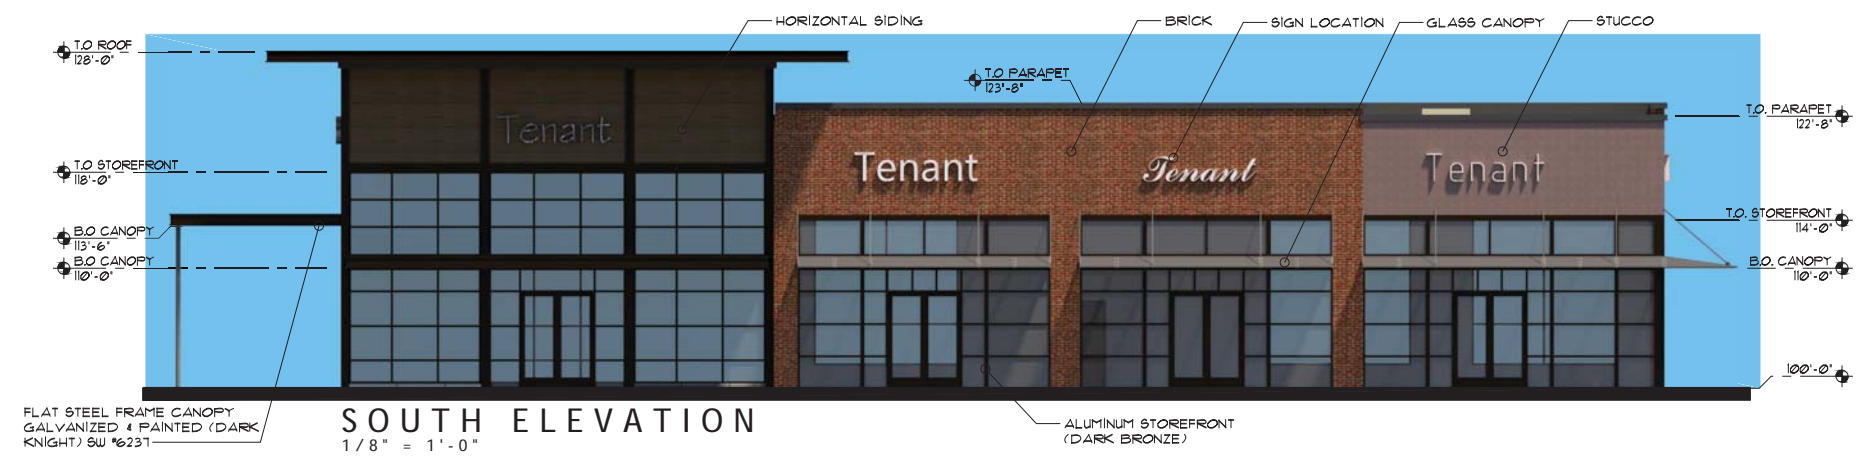 HORIZONTAL SIDING
BRICK
SIGN LOCATION
GLASS CANOPY
STUCCO
T.O ROOF
128'-0"
T.O PARAPET
123'-8"
T.O. PARAPET
122'-8"
Tenant
Tenant
Tenant
Tenant
T.O STOREFRONT
118'-0"
T.O. STOREFRONT
114'-0"
B.O CANOPY
113'-6"
B.O CANOPY
110'-0"
B.O. CANOPY
110'-0"
100'-0"
FLAT STEEL FRAME CANOPY
GALVANIZED & PAINTED (DARK
KNIGHT) SW #6237
SOUTH ELEVATION
1/8" = 1'-0"
ALUMINUM STOREFRONT
(DARK BRONZE)